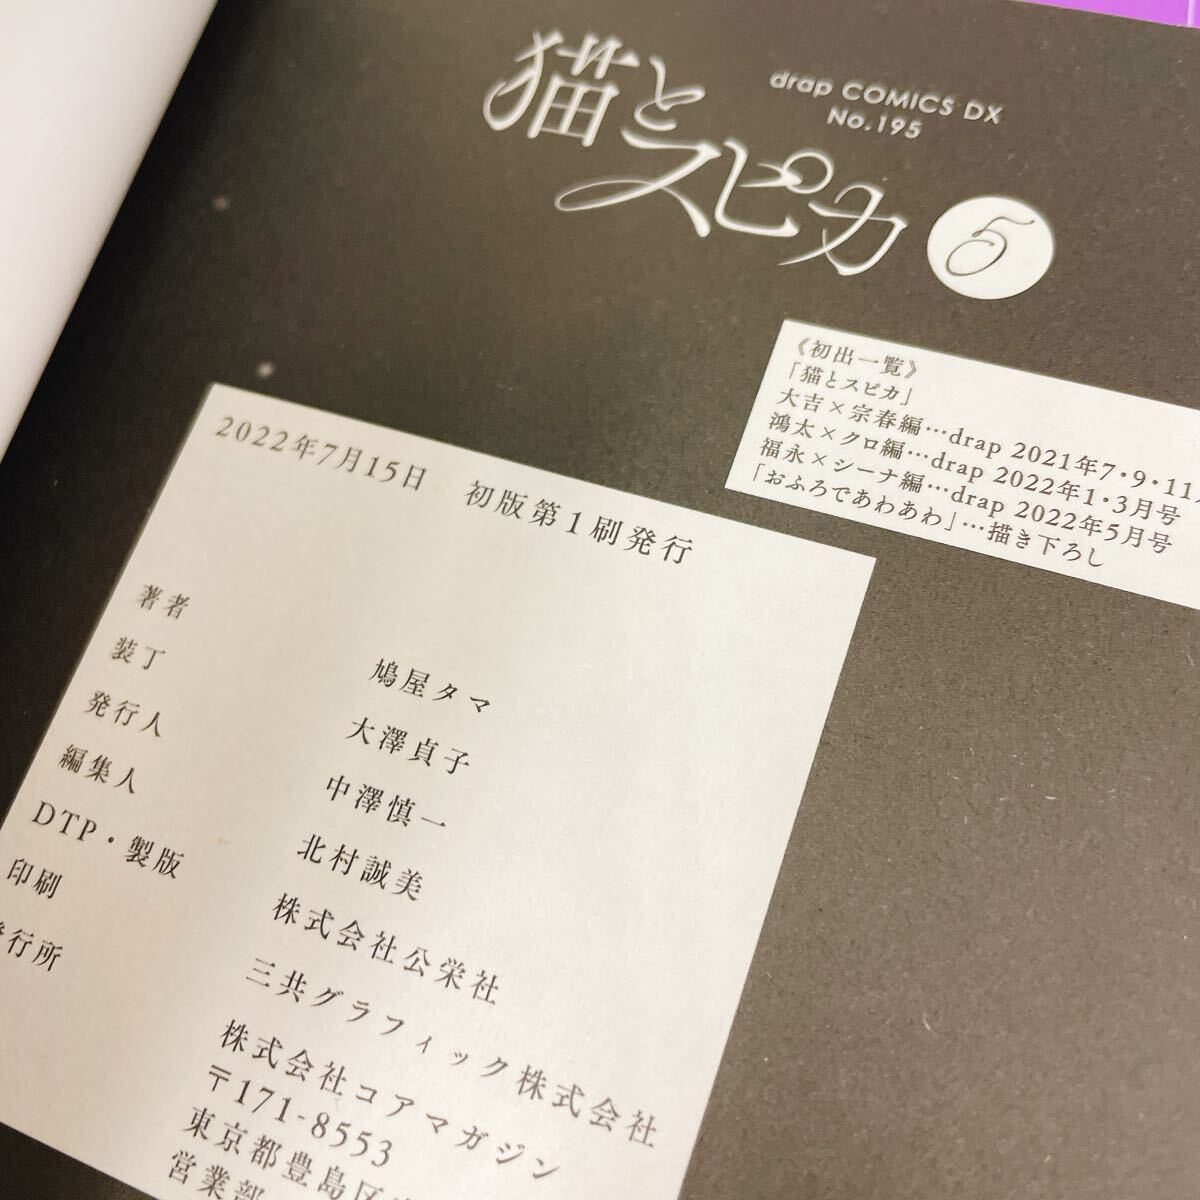 drap COMICS DX
No.195
猫とスピカ
5
《初出一覧》
「猫とスピカ」
大吉×宗春編…drap 2021年7・9・11
鴻太×クロ編…drap 2022年1・3月号
福永×シーナ編…drap 2022年5月号
「おふろであわあわ」…描き下ろし
2022年7月15日 初版第1刷発行
著者 鳩屋タマ
装丁 大澤貞子
発行人 中澤慎一
編集人 北村誠美
DTP・製版 株式会社公栄社
印刷 三共グラフィック株式会社
発行所 株式会社コアマガジン
〒171-8553
東京都豊島区
営業部